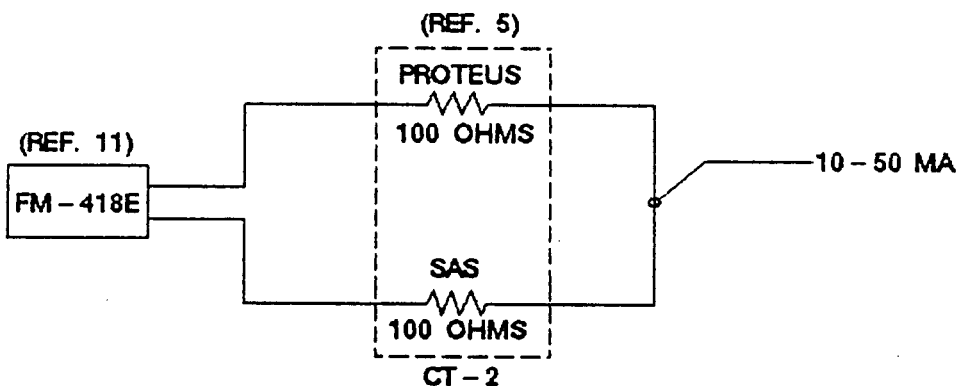 (REF. 5)
PROTEUS
100 OHMS
(REF. 11)
FM – 418E
10 – 50 MA
SAS
100 OHMS
CT – 2